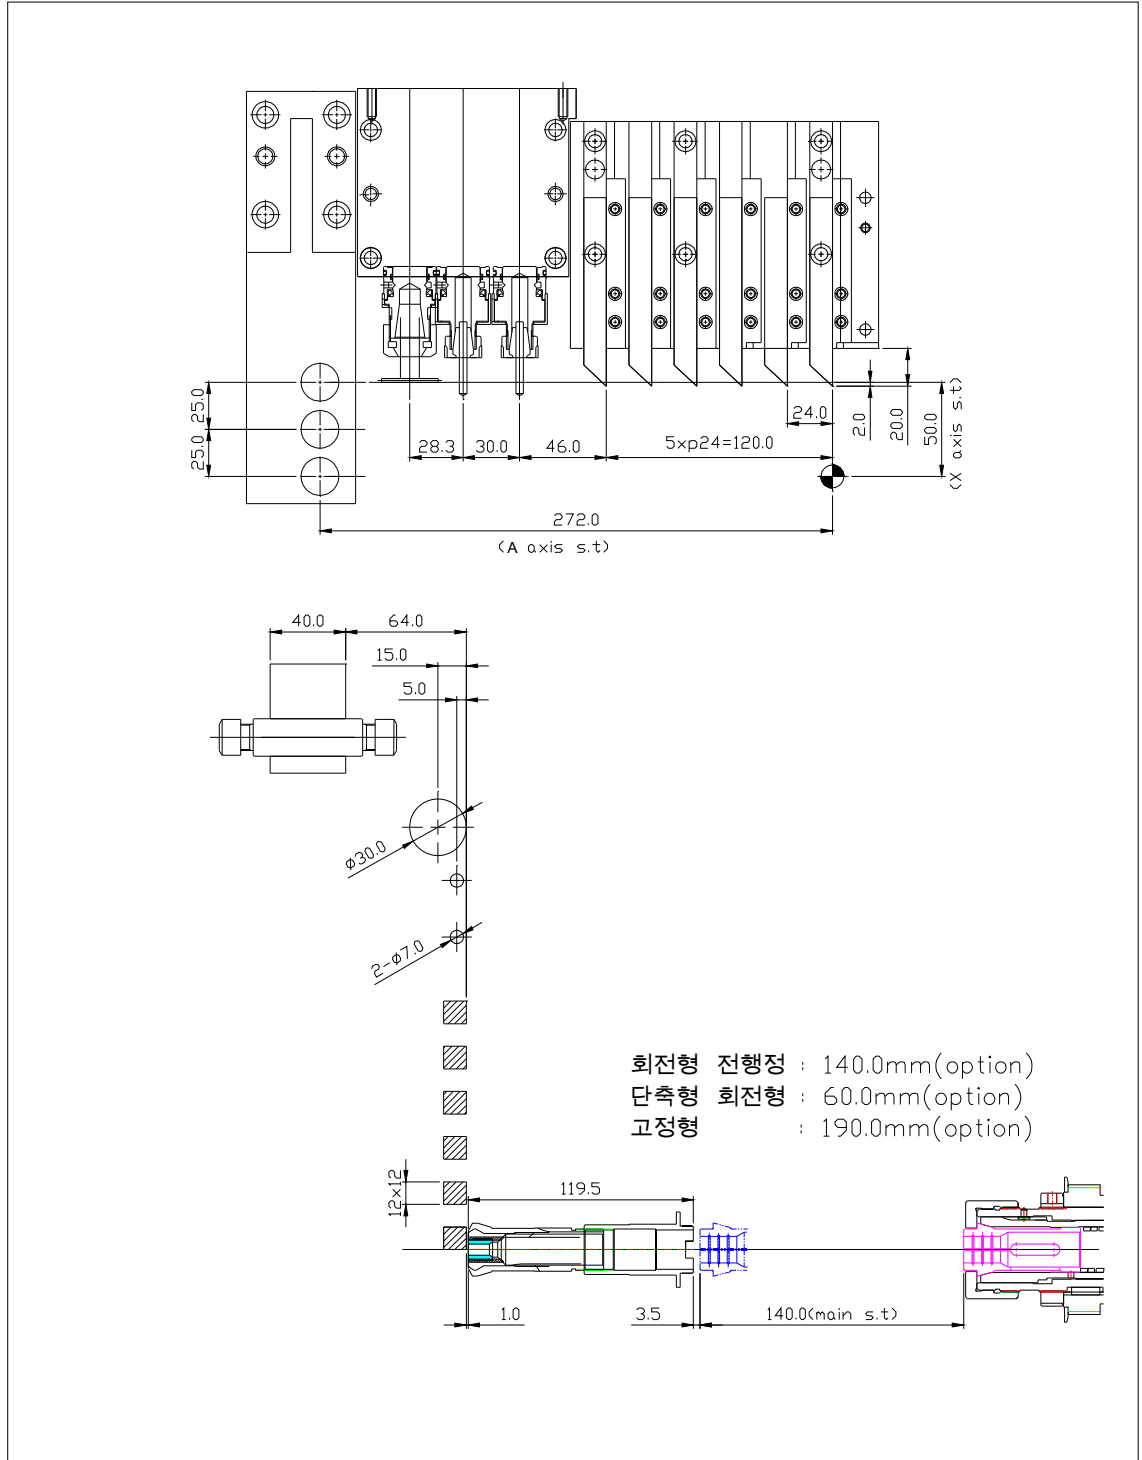 25.0
25.0
28.3
30.0
46.0
5xp24=120.0
24.0
2.0
20.0
50.0
(X axis s.t)
272.0
(A axis s.t)
40.0
64.0
15.0
5.0
ø30.0
2-ø7.0
회전형 전행정 : 140.0mm(option)
단축형 회전형 : 60.0mm(option)
고정형 : 190.0mm(option)
12x12
119.5
1.0
3.5
140.0(main s.t)